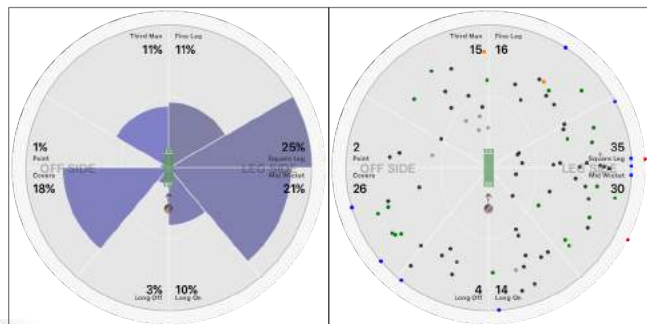 Third Man Fine Leg
11% 11%
1% 25%
Point Square Leg
OFF SIDE LEG SIDE
Covers Mid Wicket
18% 21%
3% 10%
Long Off Long On
Third Man Fine Leg
15 16
2 35
Point Square Leg
OFF SIDE LEG SIDE
Covers Mid Wicket
26 30
4 14
Long Off Long On